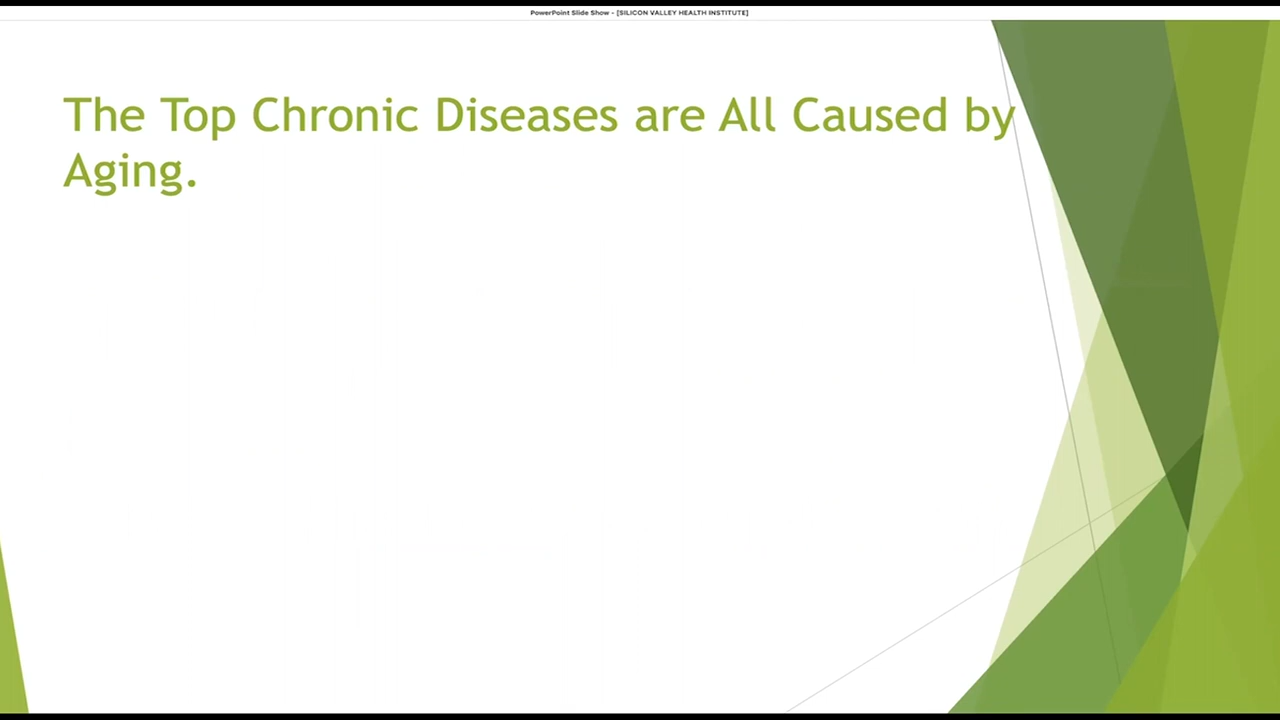 PowerPoint Slide Show - [SILICON VALLEY HEALTH INSTITUTE]
The Top Chronic Diseases are All Caused by
Aging.